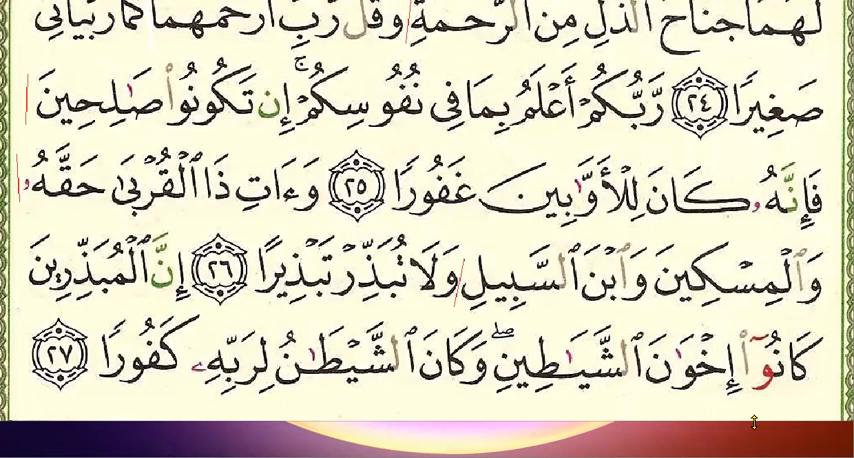 لَهُمَا جَنَاحَ ٱلذُّلِّ مِنَ ٱلرَّحْمَةِ وَقُل رَّبِّ ٱرْحَمْهُمَا كَمَا رَبَّيَانِى
صَغِيرًا ٢٤ رَّبُّكُمْ أَعْلَمُ بِمَا فِى نُفُوسِكُمْ ۚ إِن تَكُونُوا۟ صَـٰلِحِينَ
فَإِنَّهُۥ كَانَ لِلْأَوَّٰبِينَ غَفُورًا ٢٥ وَءَاتِ ذَا ٱلْقُرْبَىٰ حَقَّهُۥ
وَٱلْمِسْكِينَ وَٱبْنَ ٱلسَّبِيلِ وَلَا تُبَذِّرْ تَبْذِيرًا ٢٦ إِنَّ ٱلْمُبَذِّرِينَ
كَانُوٓا۟ إِخْوَٰنَ ٱلشَّيَـٰطِينِ ۖ وَكَانَ ٱلشَّيْطَـٰنُ لِرَبِّهِۦ كَفُورًا ٢٧